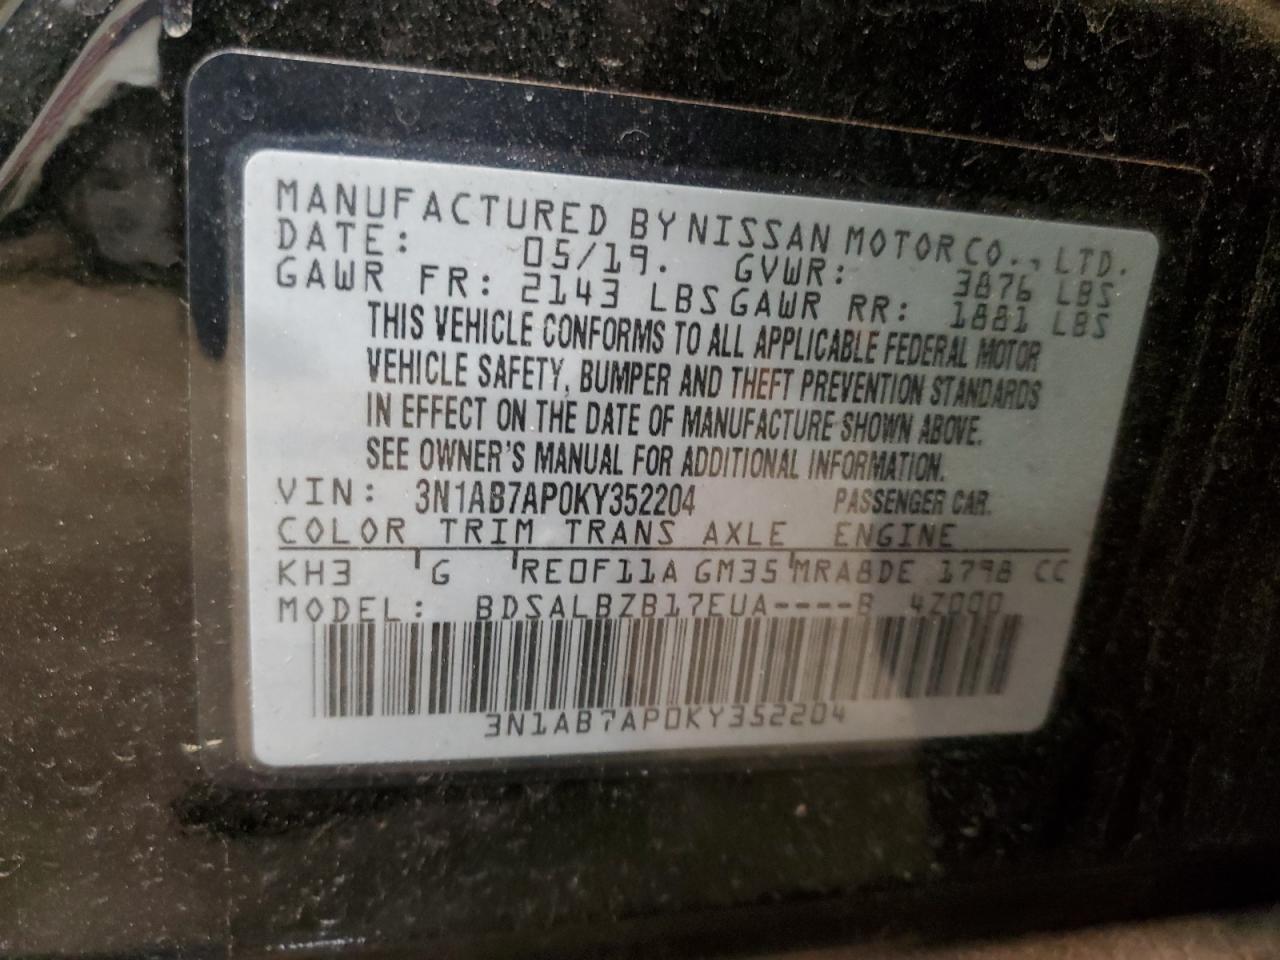 MANUFACTURED BY NISSAN MOTOR CO., LTD.
DATE: 05/19. GVWR: 3876 LBS
GAWR FR: 2143 LBS GAWR RR: 1881 LBS
THIS VEHICLE CONFORMS TO ALL APPLICABLE FEDERAL MOTOR
VEHICLE SAFETY, BUMPER AND THEFT PREVENTION STANDARDS
IN EFFECT ON THE DATE OF MANUFACTURE SHOWN ABOVE.
SEE OWNER'S MANUAL FOR ADDITIONAL INFORMATION.
VIN: 3N1AB7AP0KY352204 PASSENGER CAR.
COLOR TRIM TRANS AXLE ENGINE
KH3 G RE0F11A GM35 MRA8DE 1798 CC
MODEL: BDSALBZB17EUA----B 4Z000
3N1AB7AP0KY352204